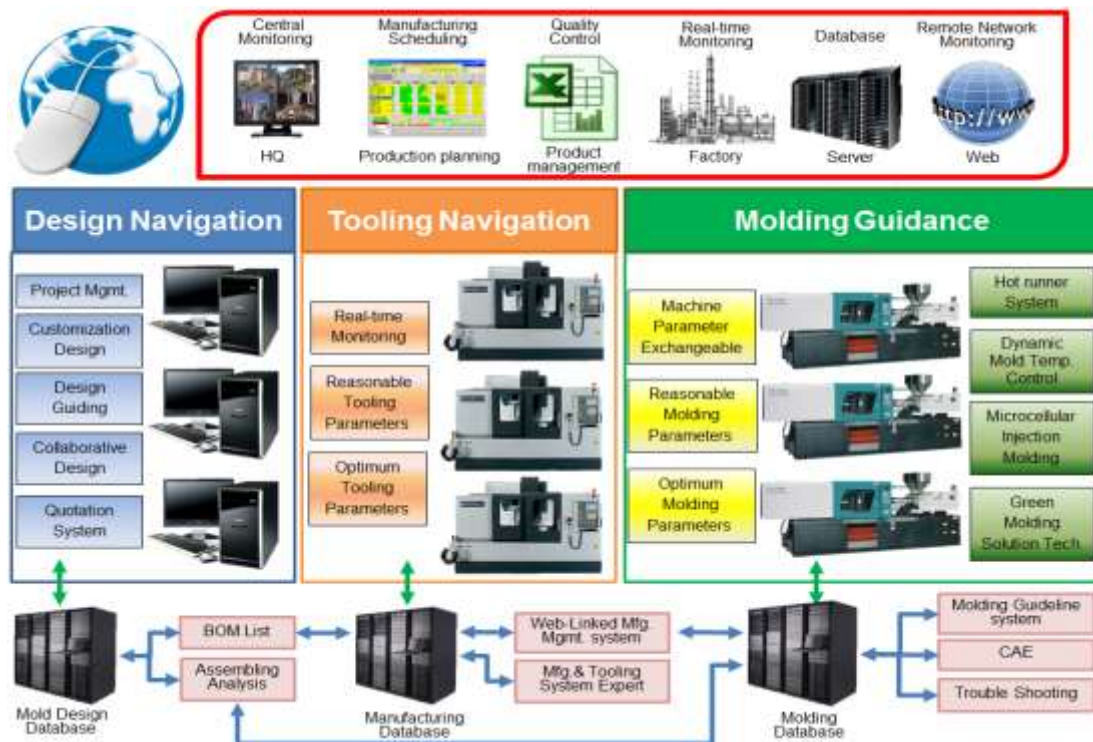 Central
Monitoring
HQ
Manufacturing
Scheduling
Production planning
Quality
Control
Product
management
Real-time
Monitoring
Factory
Database
Server
Remote Network
Monitoring
http://ww
Web
Design Navigation
Project Mgmt.
Customization
Design
Design
Guiding
Collaborative
Design
Quotation
System
Tooling Navigation
Real-time
Monitoring
Reasonable
Tooling
Parameters
Optimum
Tooling
Parameters
Molding Guidance
Machine
Parameter
Exchangeable
Reasonable
Molding
Parameters
Optimum
Molding
Parameters
Hot runner
System
Dynamic
Mold Temp.
Control
Microcellular
Injection
Molding
Green
Molding
Solution Tech.
Mold Design
Database
BOM List
Assembling
Analysis
Manufacturing
Database
Web-Linked Mfg.
Mgmt. system
Mfg.& Tooling
System Expert
Molding
Database
Molding Guideline
system
CAE
Trouble Shooting